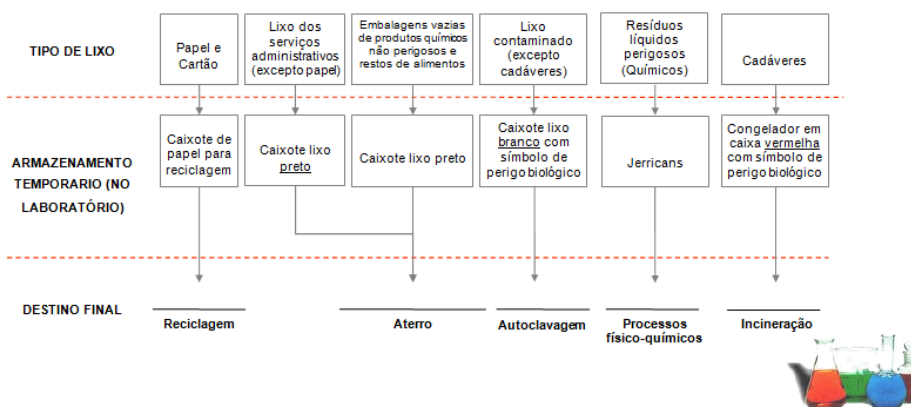 TIPO DE LIXO
Papel e
Cartão
Lixo dos
serviços
administrativos
(excepto papel)
Embalagens vazias
de produtos químicos
não perigosos e
restos de alimentos
Lixo
contaminado
(excepto
cadáveres)
Resíduos
líquidos
perigosos
(Químicos)
Cadáveres
ARMAZENAMENTO
TEMPORARIO (NO
LABORATÓRIO)
Caixote de
papel para
reciclagem
Caixote lixo
preto
Caixote lixo preto
Caixote lixo
branco com
símbolo de
perigo biológico
Jerricans
Congelador em
caixa vermelha
com símbolo de
perigo biológico
DESTINO FINAL
Reciclagem
Aterro
Autoclavagem
Processos
físico-químicos
Incineração